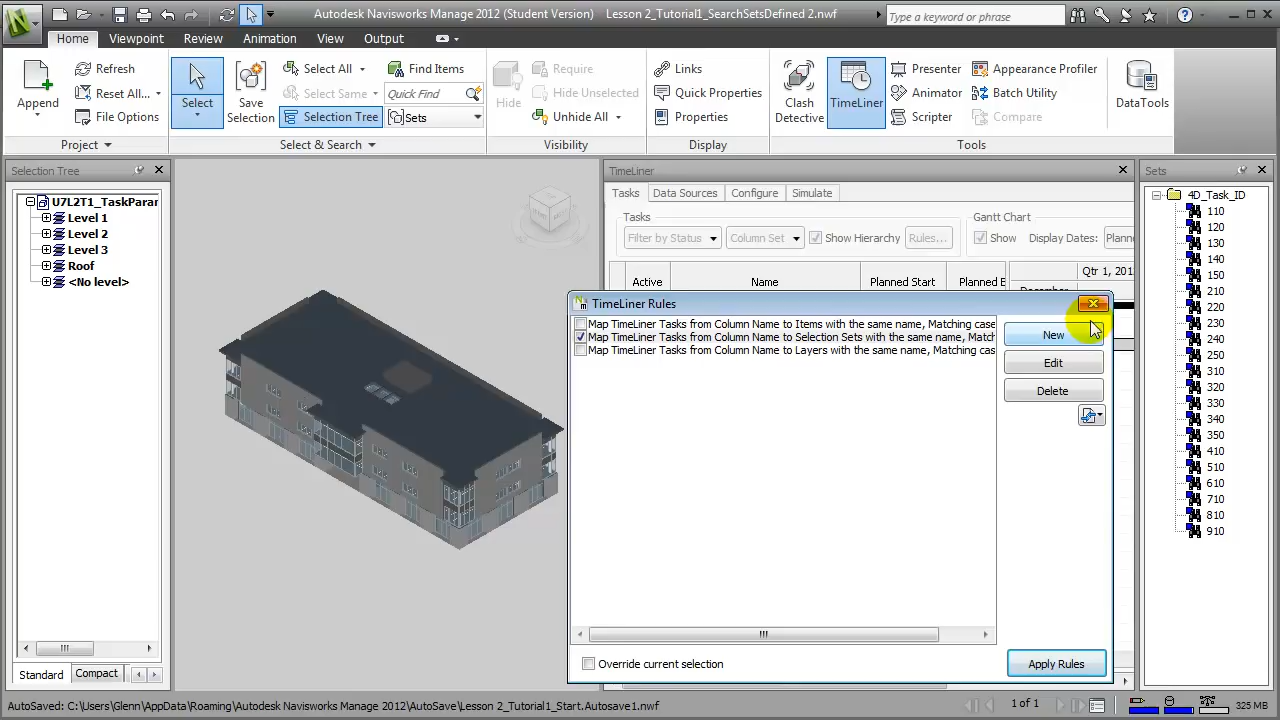 Autodesk Navisworks Manage 2012 (Student Version) Lesson 2_Tutorial1_SearchSetsDefined 2.nwf
Type a keyword or phrase
Home Viewpoint Review Animation View Output
Append
Refresh
Reset All...
File Options
Project
Select
Save Selection
Select All
Select Same
Selection Tree
Find Items
Quick Find
Sets
Select & Search
Hide
Require
Hide Unselected
Unhide All
Visibility
Links
Quick Properties
Properties
Display
Clash Detective
TimeLiner
Presenter
Animator
Scripter
Appearance Profiler
Batch Utility
Compare
DataTools
Tools
Selection Tree
U7L2T1_TaskParar
Level 1
Level 2
Level 3
Roof
<No level>
Standard Compact
TimeLiner
Tasks Data Sources Configure Simulate
Tasks
Filter by Status Column Set Show Hierarchy Rules...
Gantt Chart
Show Display Dates: Planne
Active Name Planned Start Planned E
Qtr 1, 201
December
TimeLiner Rules
Map TimeLiner Tasks from Column Name to Items with the same name, Matching case
Map TimeLiner Tasks from Column Name to Selection Sets with the same name, Match
Map TimeLiner Tasks from Column Name to Layers with the same name, Matching cas
New
Edit
Delete
Override current selection
Apply Rules
Sets
4D_Task_ID
110
120
130
140
150
210
220
230
240
250
310
320
330
340
350
410
510
610
710
810
910
AutoSaved: C:\Users\Glenn\AppData\Roaming\Autodesk Navisworks Manage 2012\AutoSave\Lesson 2_Tutorial1_Start.Autosave1.nwf
1 of 1
325 MB